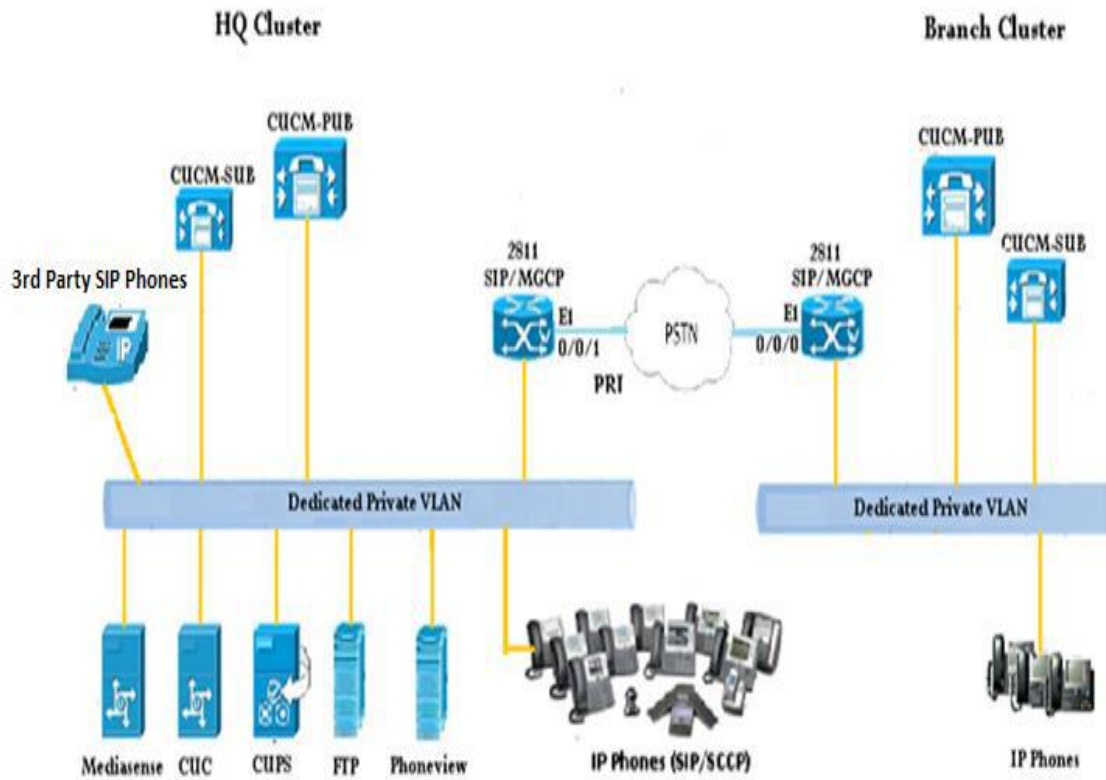 HQ Cluster
Branch Cluster
CUCM-PUB
CUCM-SUB
3rd Party SIP Phones
IP
2811
SIP/MGCP
E1
0/0/1
PRI
PSTN
2811
SIP/MGCP
E1
0/0/0
CUCM-PUB
CUCM-SUB
Dedicated Private VLAN
Dedicated Private VLAN
Mediasense
CUC
CUPS
FTP
Phoneview
IP Phones (SIP/SCCP)
IP Phones